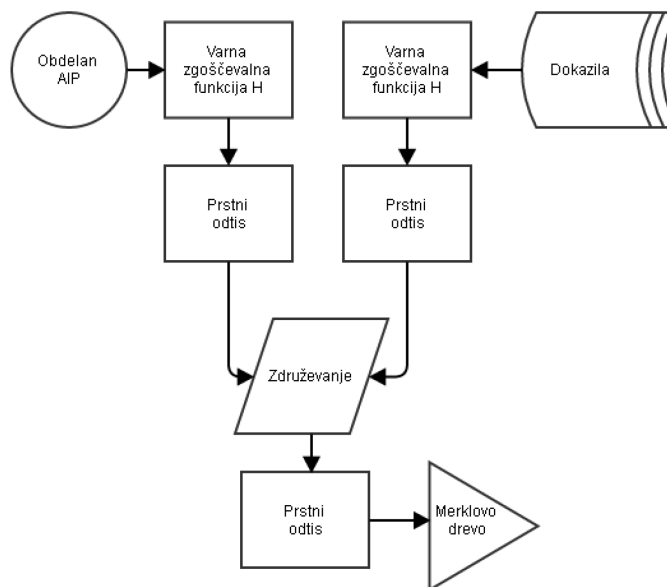 Obdelan
AIP
Varna
zgoščevalna
funkcija H
Varna
zgoščevalna
funkcija H
Dokazila
Prstni
odtis
Prstni
odtis
Združevanje
Prstni
odtis
Merklovo
drevo